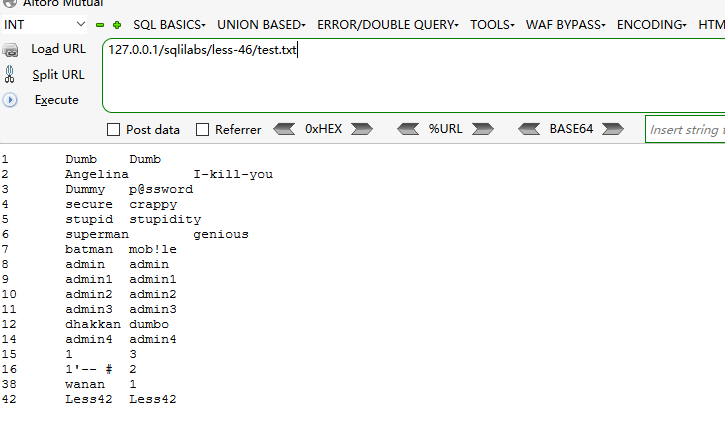 Altoro Mutual
INT SQL BASICS UNION BASED ERROR/DOUBLE QUERY TOOLS WAF BYPASS ENCODING HTM
Load URL 127.0.0.1/sqlilabs/less-46/test.txt
Split URL
Execute
Post data Referrer 0xHEX %URL BASE64 Insert string t
1 Dumb Dumb
2 Angelina I-kill-you
3 Dummy p@ssword
4 secure crappy
5 stupid stupidity
6 superman genious
7 batman mob!le
8 admin admin
9 admin1 admin1
10 admin2 admin2
11 admin3 admin3
12 dhakkan dumbo
14 admin4 admin4
15 1 3
16 1'-- # 2
38 wanan 1
42 Less42 Less42